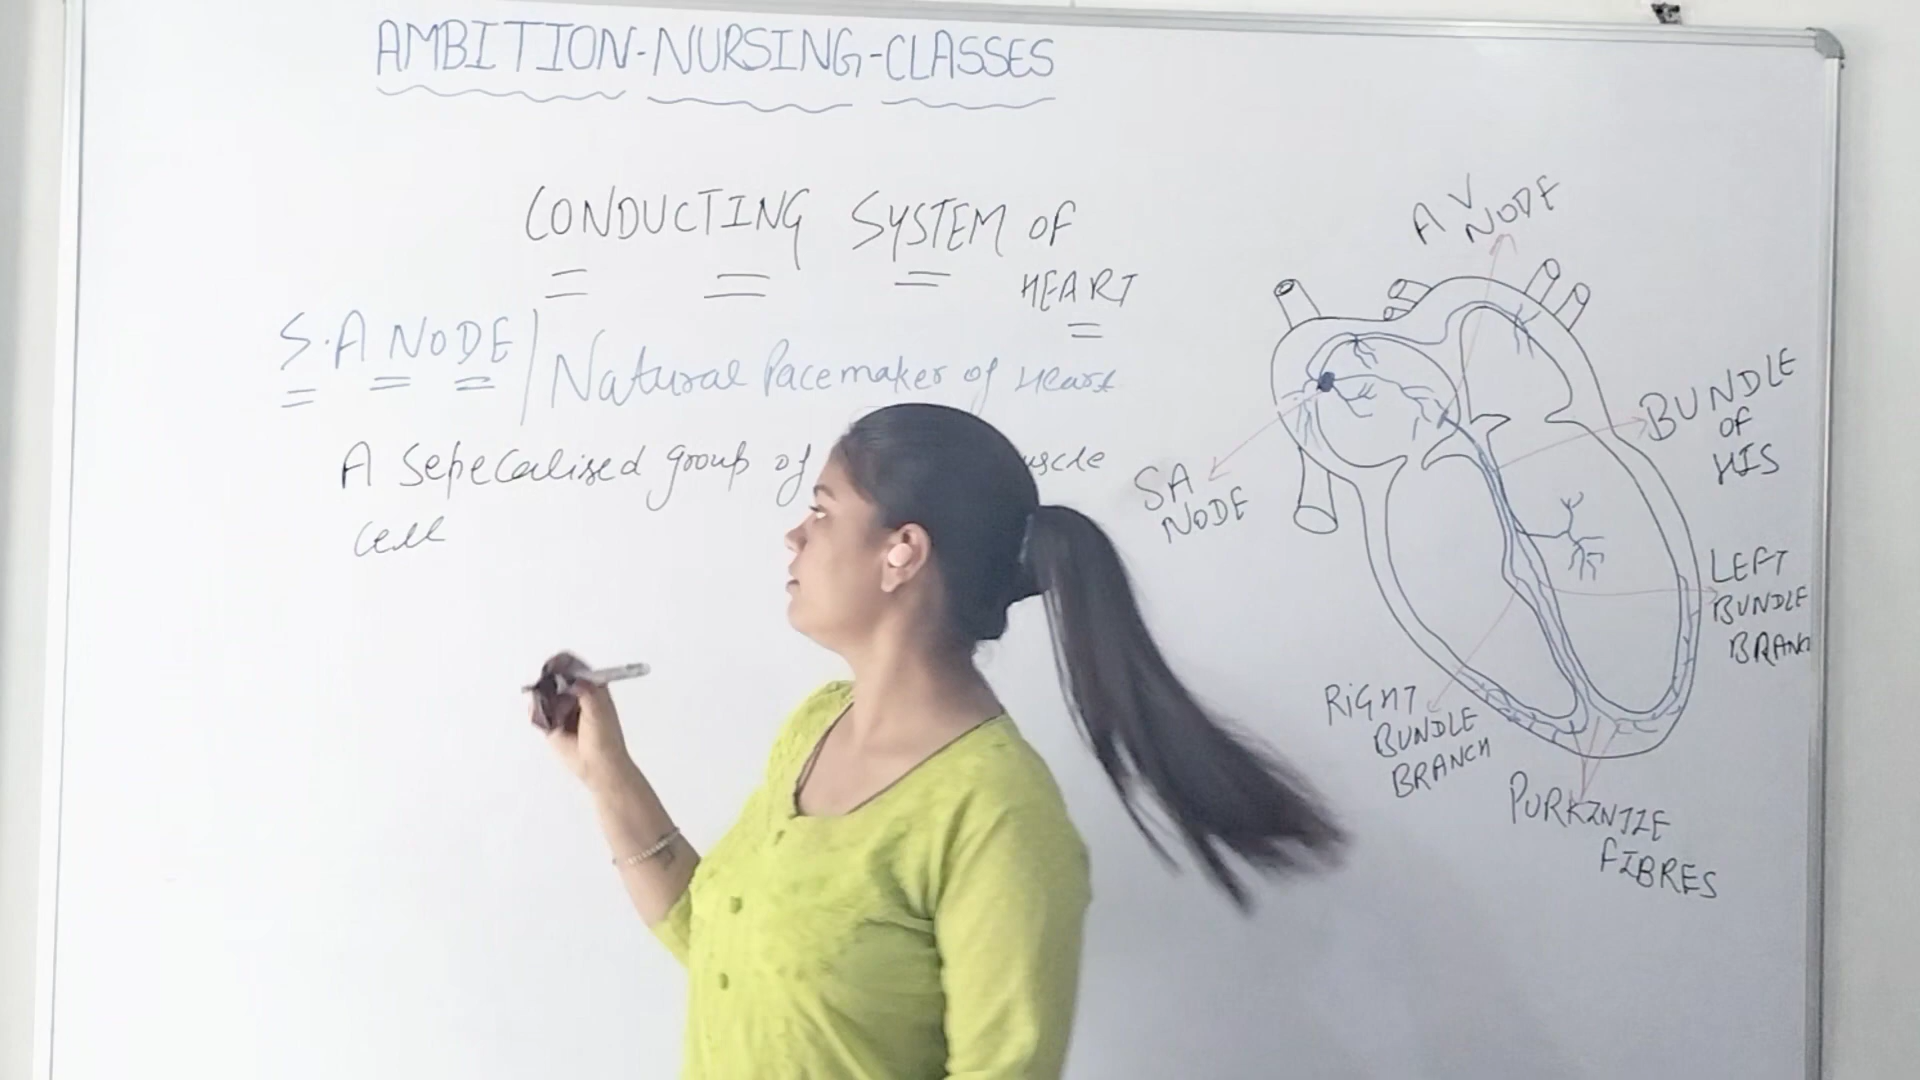 AMBITION-NURSING-CLASSES
CONDUCTING SYSTEM OF
HEART
S.A NODE / Natural Pacemaker of Heart
A Sepecalised group of
cell
A V
NODE
BUNDLE
OF
HIS
SA
NODE
LEFT
BUNDLE
BRANC
RIGHT
BUNDLE
BRANCH
PURKINJIE
FIBRES